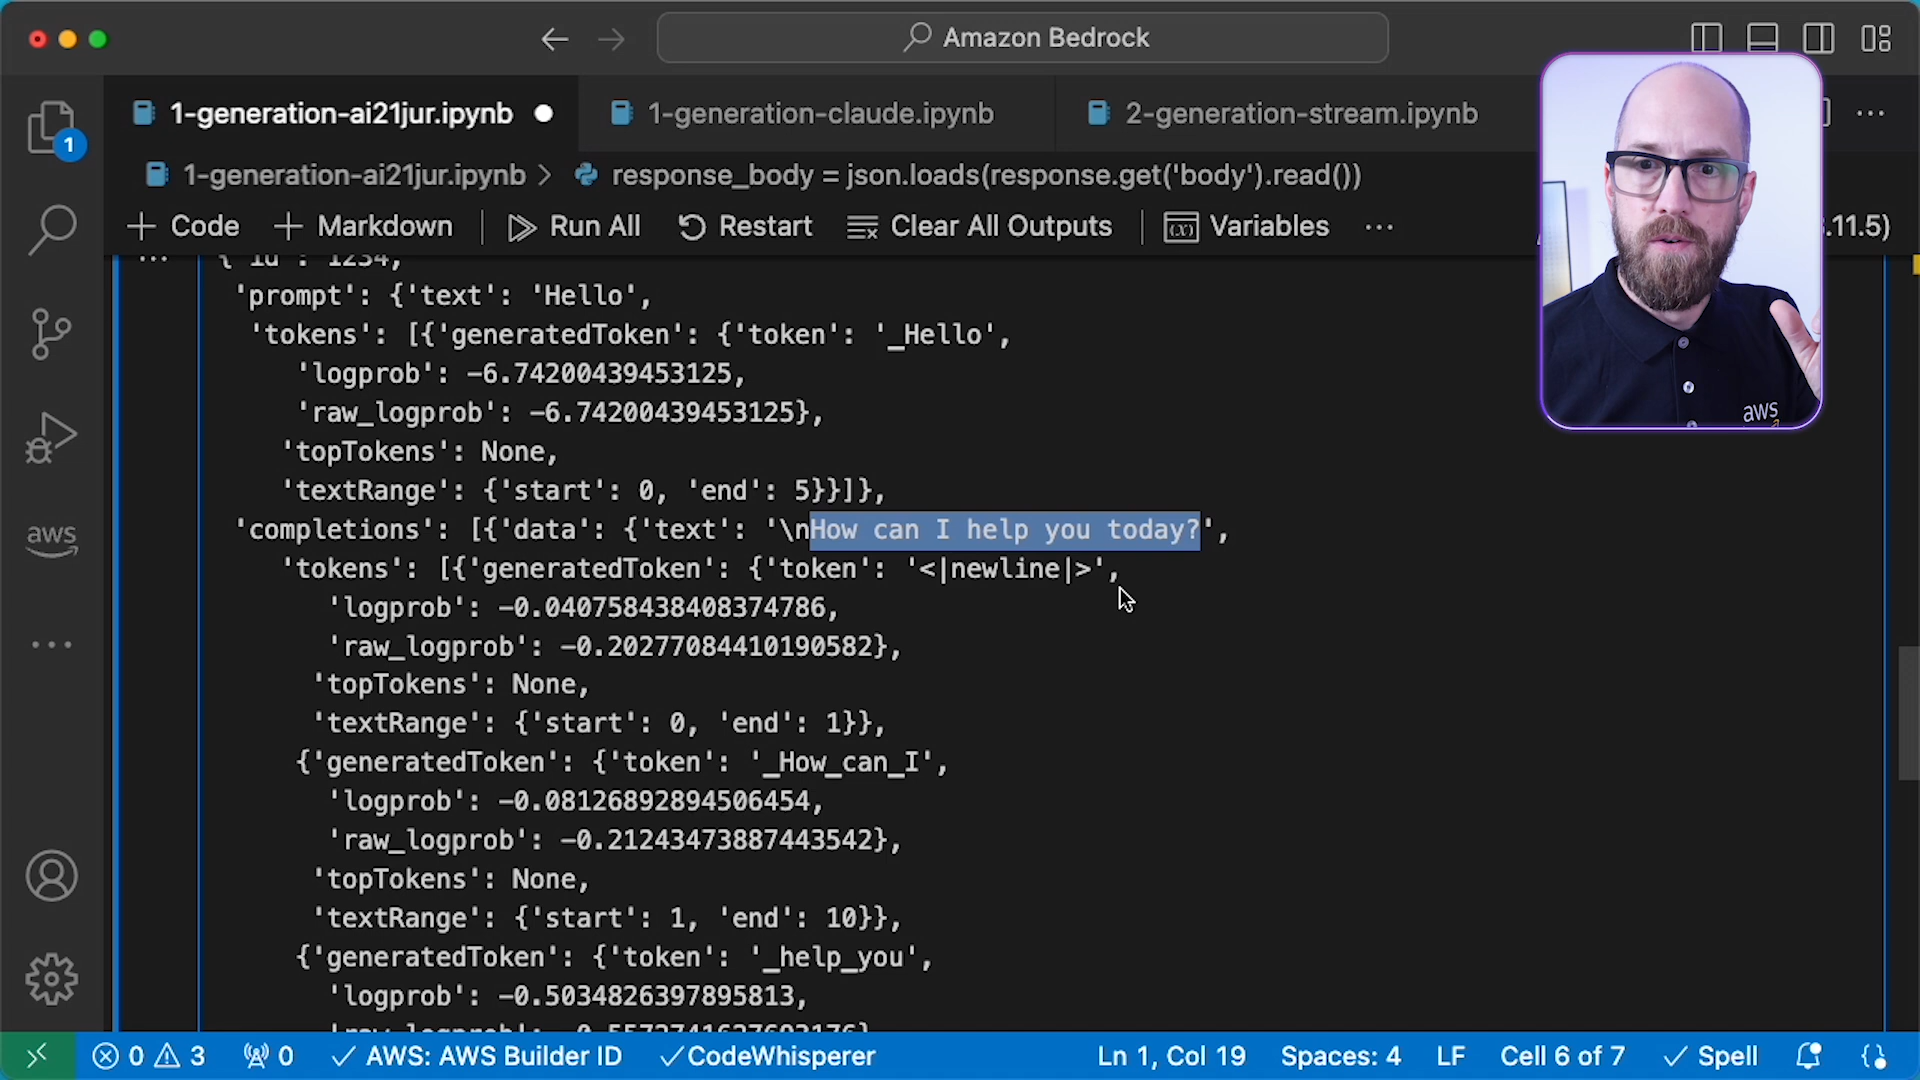 Amazon Bedrock
1-generation-ai21jur.ipynb
1-generation-claude.ipynb
2-generation-stream.ipynb
1
1-generation-ai21jur.ipynb > response_body = json.loads(response.get('body').read())
+ Code + Markdown Run All Restart Clear All Outputs Variables ... .11.5)
{'id': 1234,
'prompt': {'text': 'Hello',
'tokens': [{'generatedToken': {'token': '_Hello',
'logprob': -6.74200439453125,
'raw_logprob': -6.74200439453125},
'topTokens': None,
'textRange': {'start': 0, 'end': 5}}]},
'completions': [{'data': {'text': '\nHow can I help you today?',
'tokens': [{'generatedToken': {'token': '<|newline|>',
'logprob': -0.040758438408374786,
'raw_logprob': -0.20277084410190582},
'topTokens': None,
'textRange': {'start': 0, 'end': 1}},
{'generatedToken': {'token': '_How_can_I',
'logprob': -0.08126892894506454,
'raw_logprob': -0.21243473887443542},
'topTokens': None,
'textRange': {'start': 1, 'end': 10}},
{'generatedToken': {'token': '_help_you',
'logprob': -0.5034826397895813,
aws
aws
0 3 0 AWS: AWS Builder ID CodeWhisperer Ln 1, Col 19 Spaces: 4 LF Cell 6 of 7 Spell